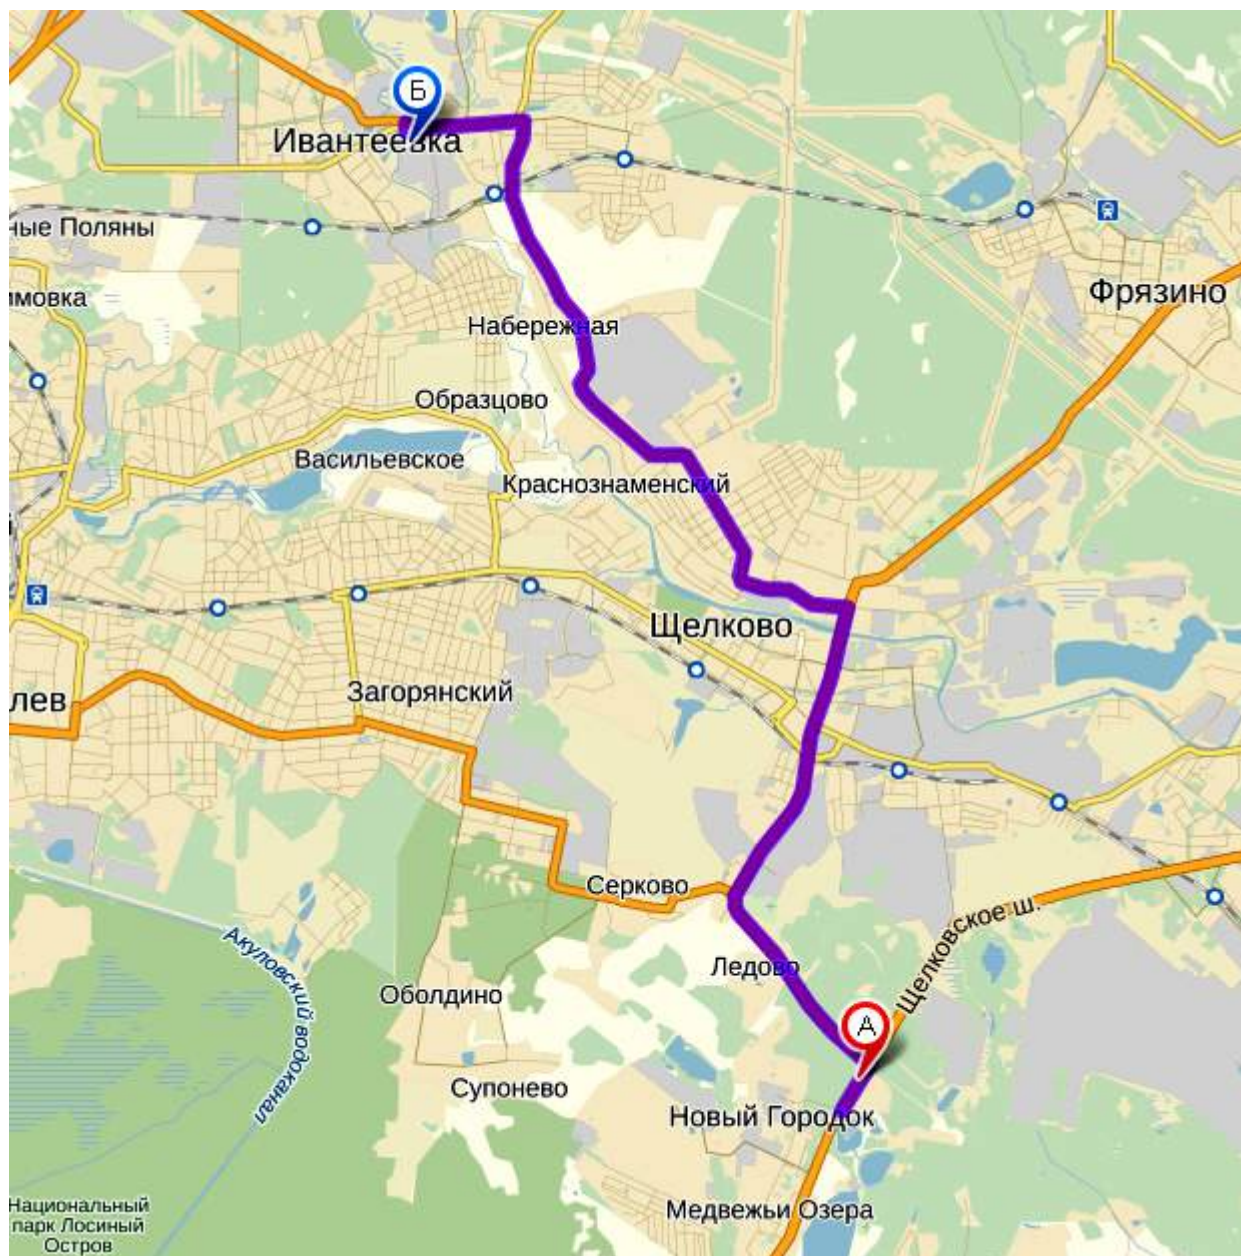 Б
Ивантеевка
ные Поляны
Фрязино
имовка
Набережная
Образцово
Васильевское
Краснознаменский
Щелково
Загорянский
лев
Серково
Щелковское ш.
Акуловский водоканал
Ледово
Оболдино
А
Супонево
Новый Городок
Медвежьи Озера
Национальный
парк Лосиный
Остров